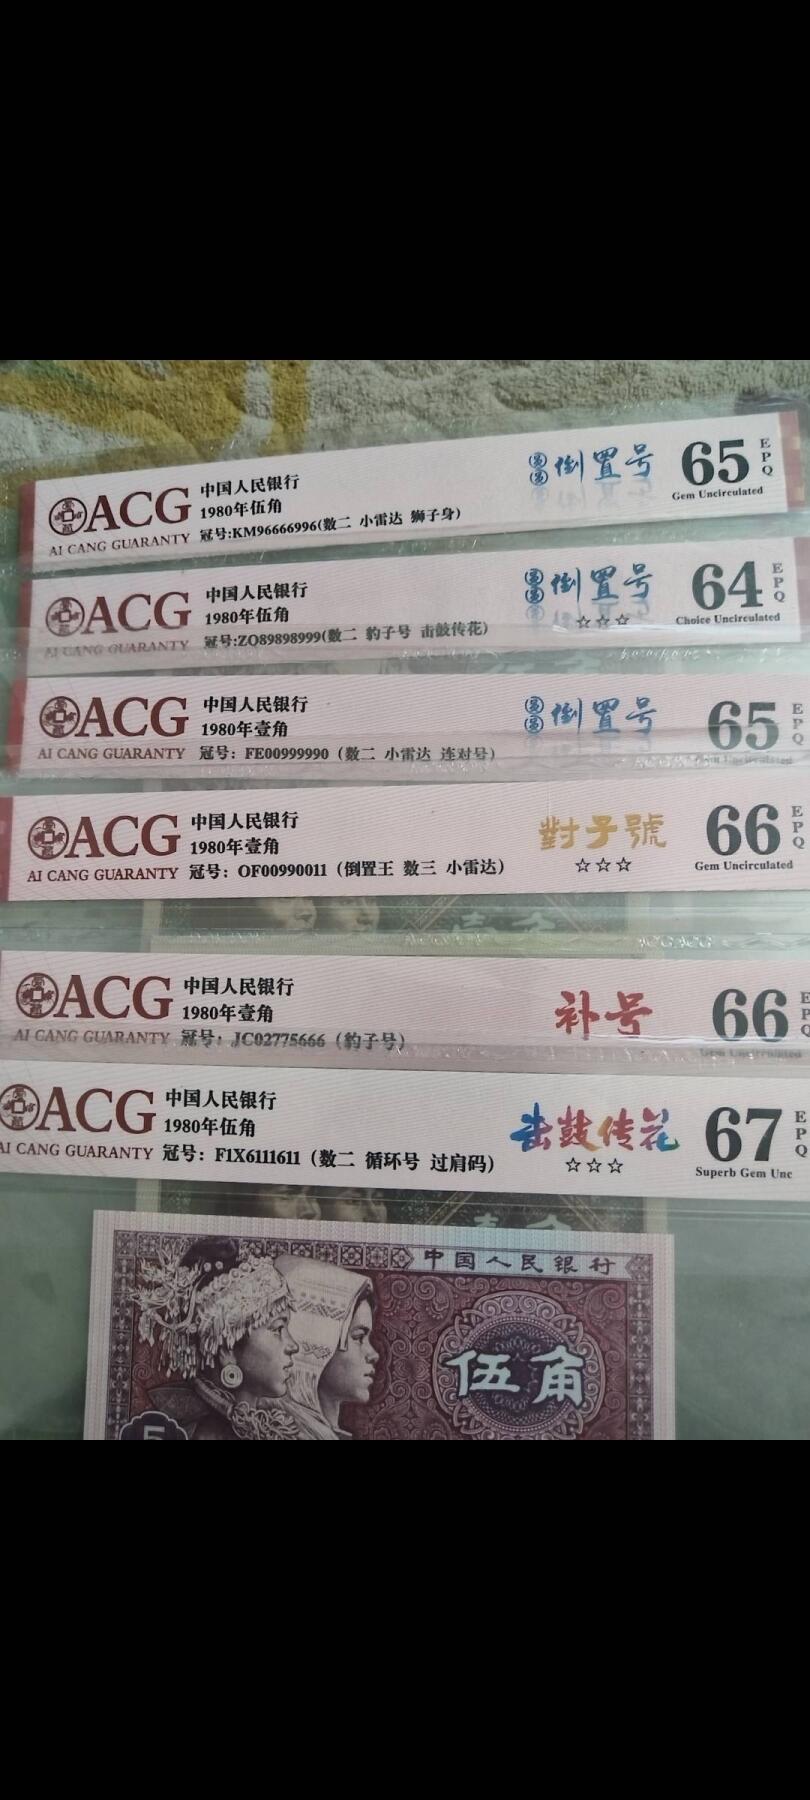 ACG
AI CANG GUARANTY
中国人民银行
1980年伍角
冠号:KM96666996(数二 小雷达 狮子身)
倒置号
65
EPQ
Gem Uncirculated
ACG
AI CANG GUARANTY
中国人民银行
1980年伍角
冠号:ZO89898999(数二 豹子号 击鼓传花)
倒置号
☆☆☆
64
EPQ
Choice Uncirculated
ACG
AI CANG GUARANTY
中国人民银行
1980年壹角
冠号: FE00999990 (数二 小雷达 连对号)
倒置号
65
EPQ
ACG
AI CANG GUARANTY
中国人民银行
1980年壹角
冠号: OF00990011 (倒置王 数三 小雷达)
對子號
☆☆☆
66
EPQ
Gem Uncirculated
ACG
AI CANG GUARANTY
中国人民银行
1980年壹角
冠号: JC02775666 (豹子号)
补号
66
EPQ
ACG
AI CANG GUARANTY
中国人民银行
1980年伍角
冠号: F1X6111611 (数二 循环号 过肩码)
击鼓传花
☆☆☆
67
EPQ
Superb Gem Unc
中国人民银行
伍角
5